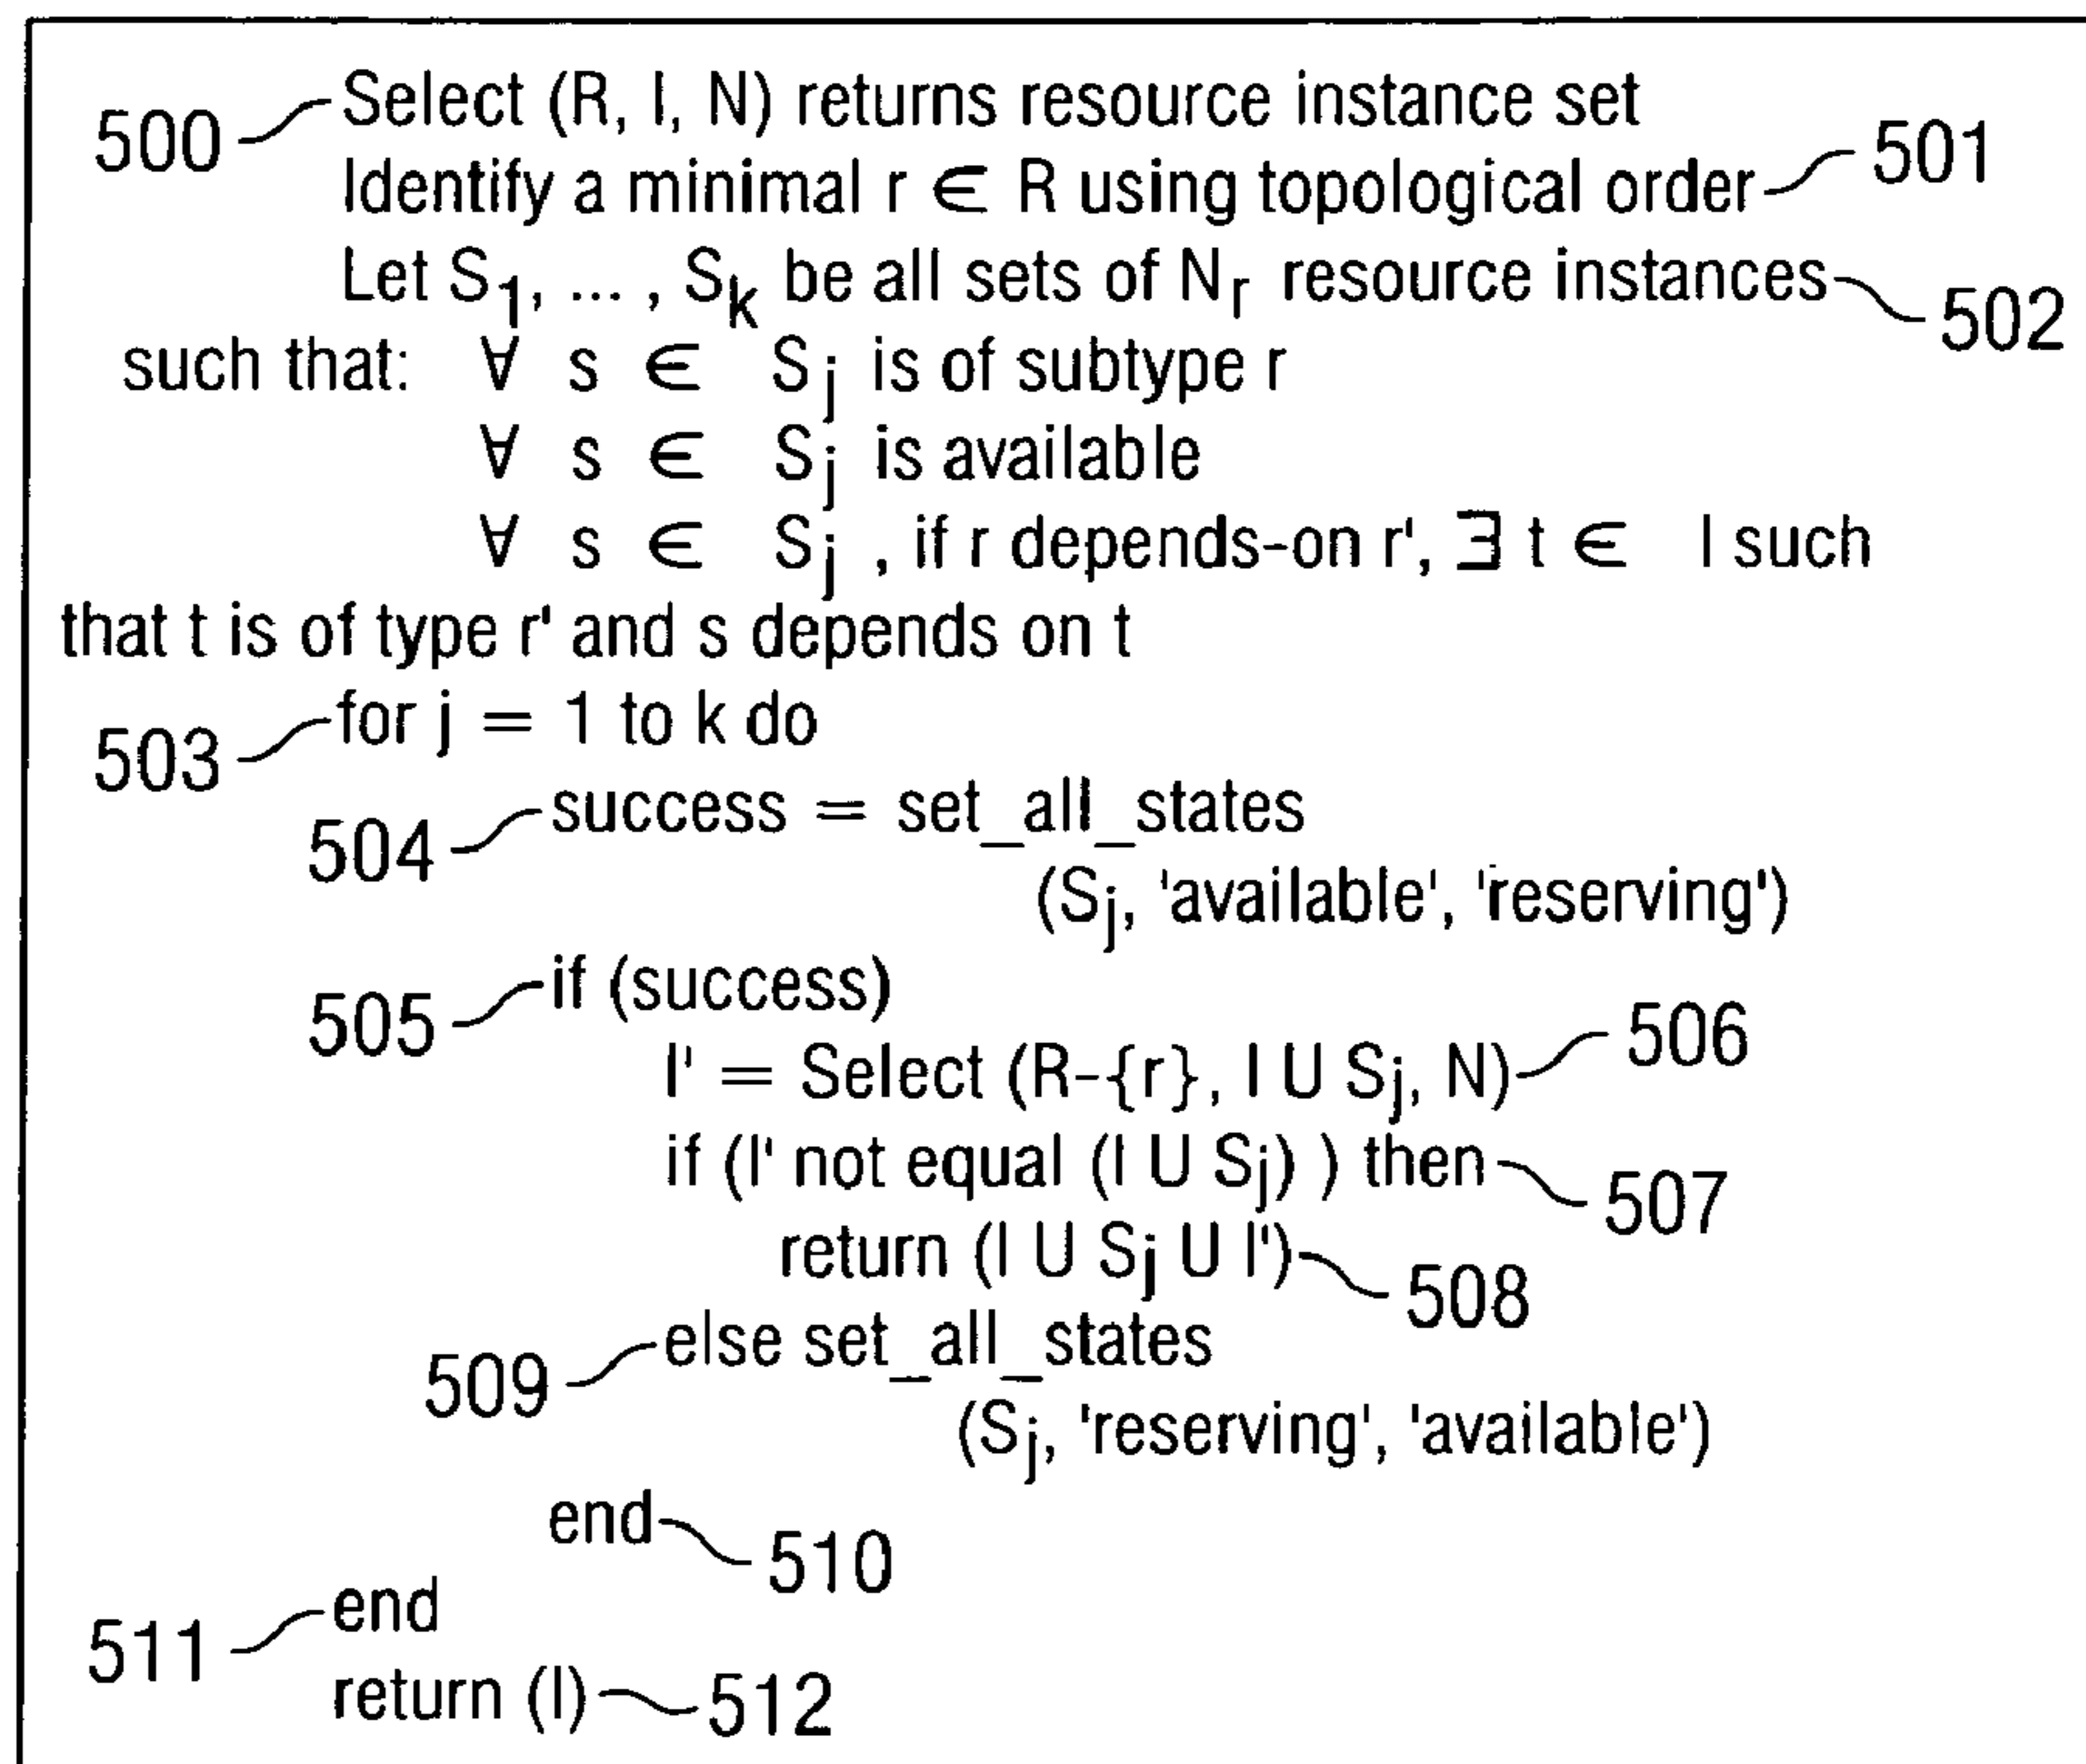 500 Select (R, I, N) returns resource instance set
Identify a minimal r ∈ R using topological order 501
Let S1, ... , Sk be all sets of Nr resource instances 502
such that: ∀ s ∈ Sj is of subtype r
∀ s ∈ Sj is available
∀ s ∈ Sj , if r depends-on r', ∃ t ∈ I such
that t is of type r' and s depends on t
503 for j = 1 to k do
504 success = set_all_states
(Sj, 'available', 'reserving')
505 if (success)
I' = Select (R-{r}, I U Sj, N) 506
if (I' not equal (I U Sj) ) then 507
return (I U Sj U I') 508
509 else set_all_states
(Sj, 'reserving', 'available')
end 510
511 end
return (I) 512